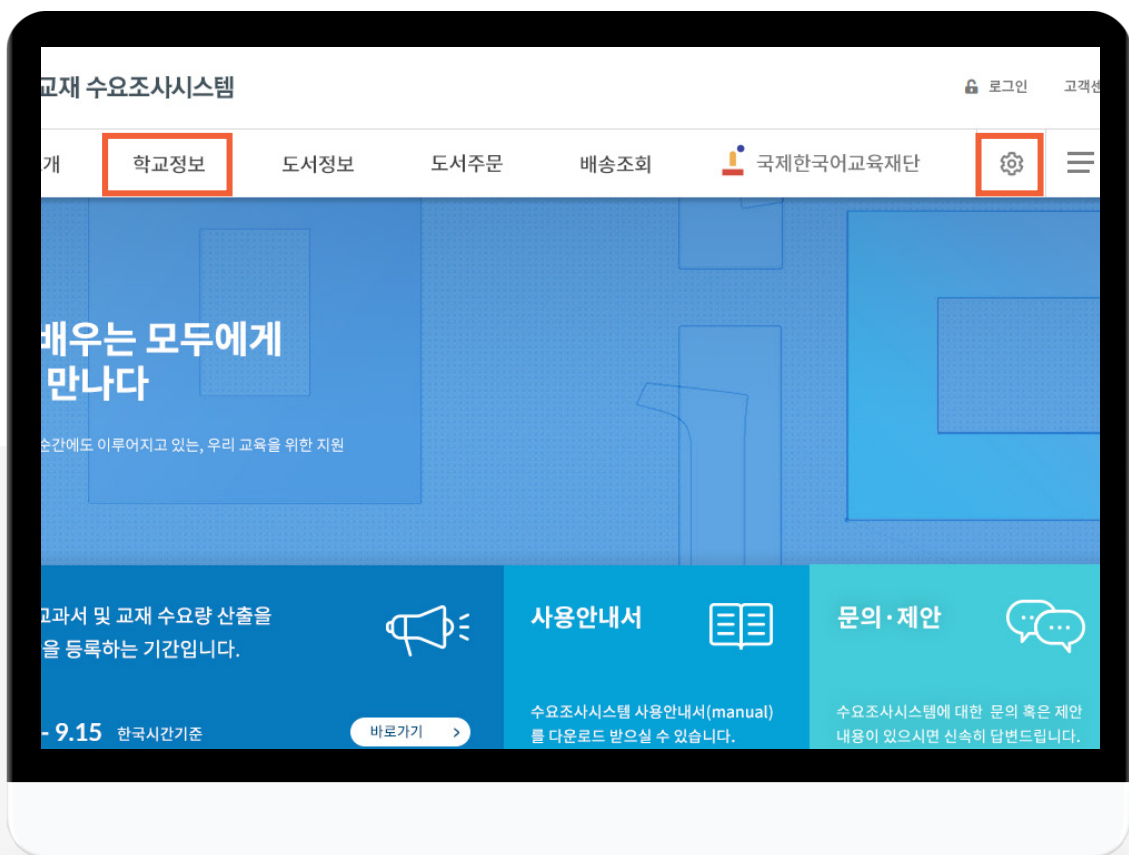 교재 수요조사시스템
로그인 고객센
개 학교정보 도서정보 도서주문 배송조회 국제한국어교육재단
배우는 모두에게
만나다
순간에도 이루어지고 있는, 우리 교육을 위한 지원
교과서 및 교재 수요량 산출을
을 등록하는 기간입니다.
- 9.15 한국시간기준
바로가기 >
사용안내서
수요조사시스템 사용안내서(manual)
를 다운로드 받으실 수 있습니다.
문의·제안
수요조사시스템에 대한 문의 혹은 제안
내용이 있으시면 신속히 답변드립니다.